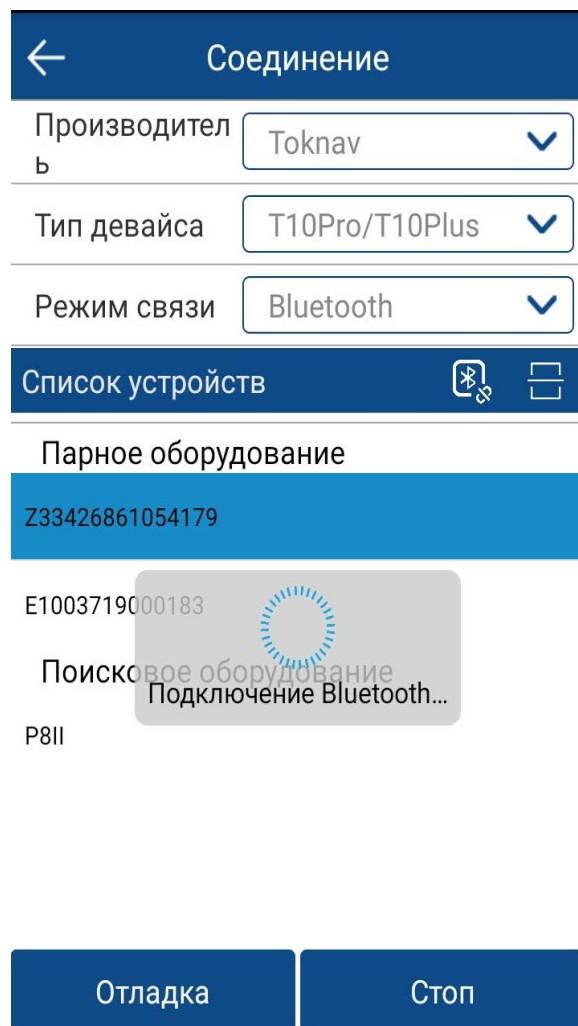 Соединение
Производител
ь
Toknav
Тип девайса
T10Pro/T10Plus
Режим связи
Bluetooth
Список устройств
Парное оборудование
Z33426861054179
E1003719000183
Поисковое оборудование
Подключение Bluetooth...
P8II
Отладка
Стоп